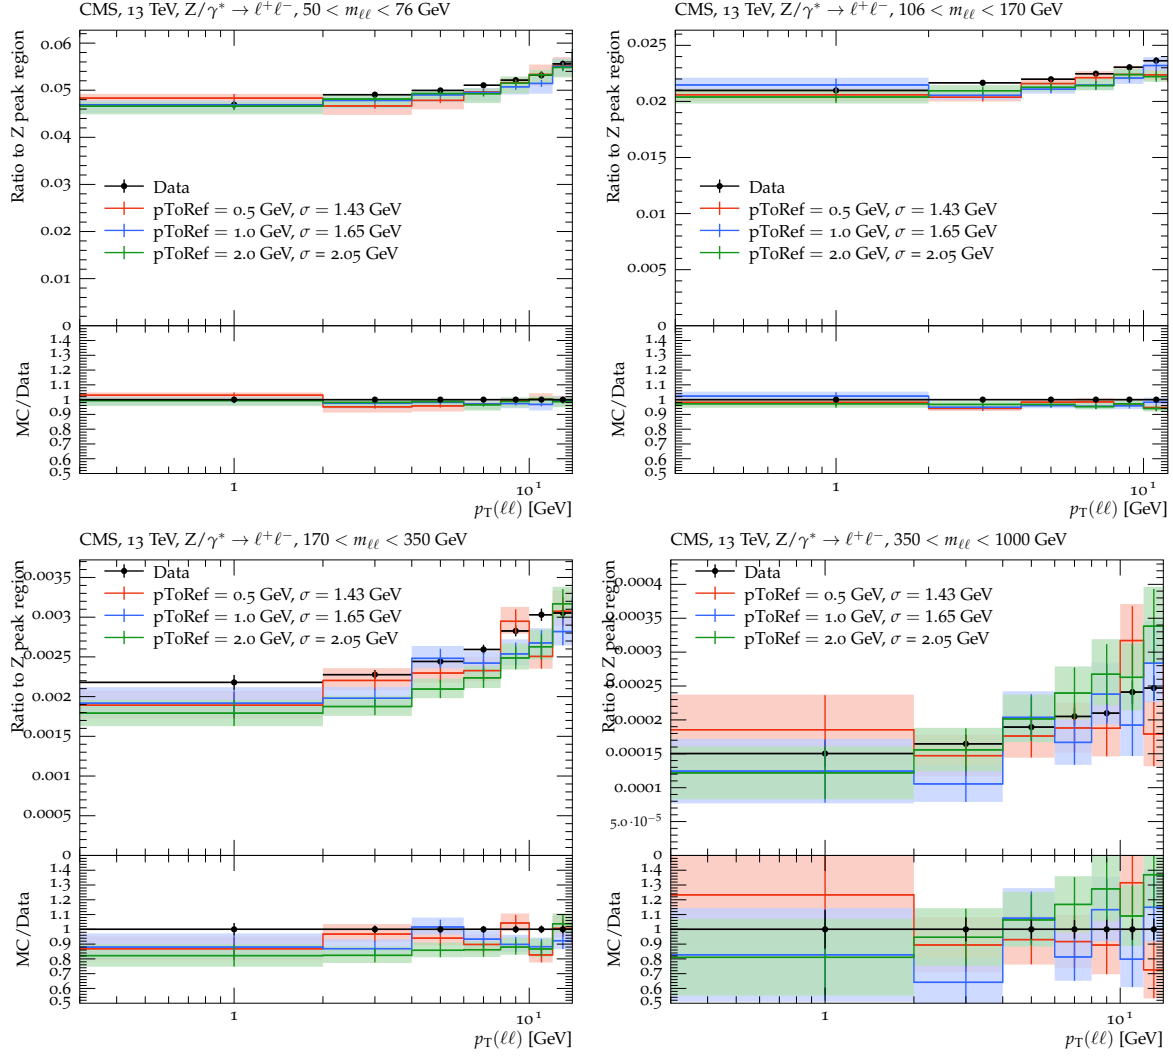 CMS, 13 TeV, Z/γ* → ℓ⁺ℓ⁻, 50 < mℓℓ < 76 GeV
Ratio to Z peak region
0.06
0.05
0.04
0.03
0.02
0.01
0
Data
pToRef = 0.5 GeV, σ = 1.43 GeV
pToRef = 1.0 GeV, σ = 1.65 GeV
pToRef = 2.0 GeV, σ = 2.05 GeV
MC/Data
1.4
1.3
1.2
1.1
1
0.9
0.8
0.7
0.6
0.5
1
10¹
pT(ℓℓ) [GeV]
CMS, 13 TeV, Z/γ* → ℓ⁺ℓ⁻, 106 < mℓℓ < 170 GeV
Ratio to Z peak region
0.025
0.02
0.015
0.01
0.005
0
Data
pToRef = 0.5 GeV, σ = 1.43 GeV
pToRef = 1.0 GeV, σ = 1.65 GeV
pToRef = 2.0 GeV, σ = 2.05 GeV
MC/Data
1.4
1.3
1.2
1.1
1
0.9
0.8
0.7
0.6
0.5
1
10¹
pT(ℓℓ) [GeV]
CMS, 13 TeV, Z/γ* → ℓ⁺ℓ⁻, 170 < mℓℓ < 350 GeV
Ratio to Z peak region
0.0035
0.003
0.0025
0.002
0.0015
0.001
0.0005
0
Data
pToRef = 0.5 GeV, σ = 1.43 GeV
pToRef = 1.0 GeV, σ = 1.65 GeV
pToRef = 2.0 GeV, σ = 2.05 GeV
MC/Data
1.4
1.3
1.2
1.1
1
0.9
0.8
0.7
0.6
0.5
1
10¹
pT(ℓℓ) [GeV]
CMS, 13 TeV, Z/γ* → ℓ⁺ℓ⁻, 350 < mℓℓ < 1000 GeV
Ratio to Z peak region
0.0004
0.00035
0.0003
0.00025
0.0002
0.00015
0.0001
5.0·10⁻⁵
0
Data
pToRef = 0.5 GeV, σ = 1.43 GeV
pToRef = 1.0 GeV, σ = 1.65 GeV
pToRef = 2.0 GeV, σ = 2.05 GeV
MC/Data
1.4
1.3
1.2
1.1
1
0.9
0.8
0.7
0.6
0.5
1
10¹
pT(ℓℓ) [GeV]